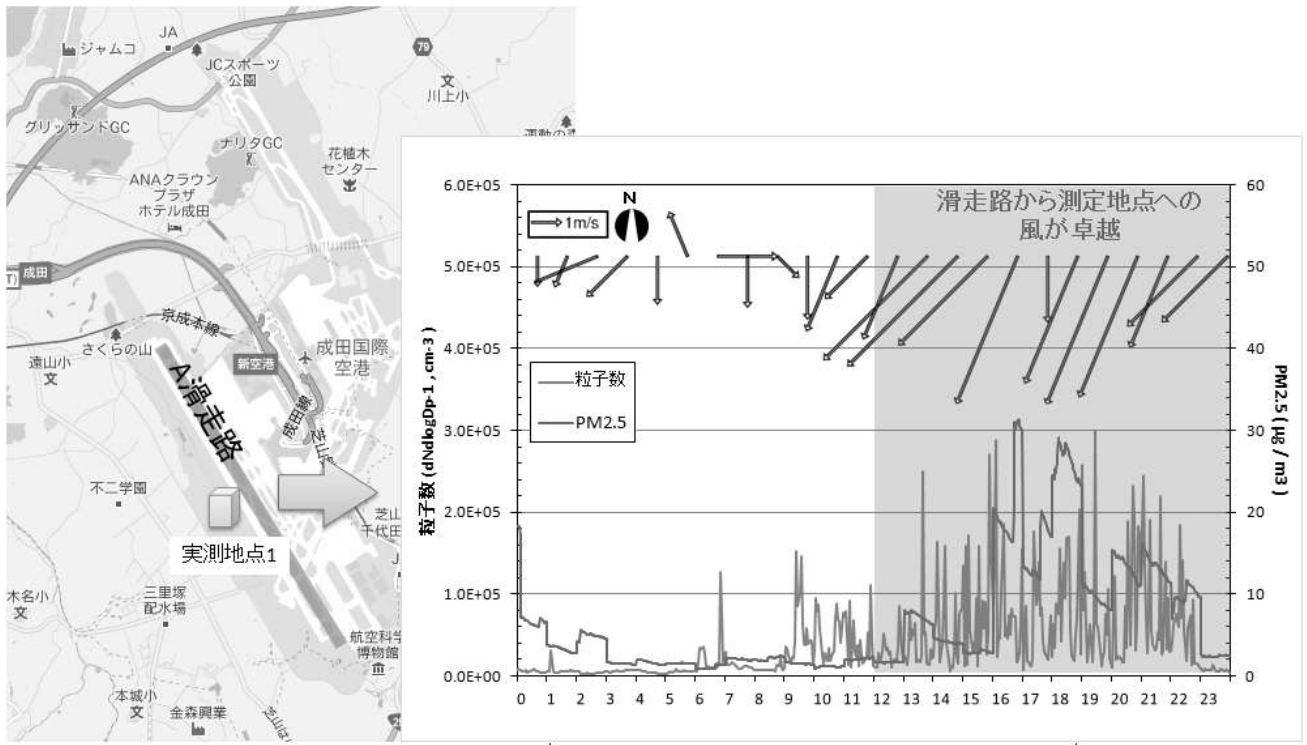 ジャムコ
JA
JCスポーツ
公園
79
文
川上小
グリッサンドGC
ナリタGC
花植木
センター
ANAクラウン
プラザ
ホテル成田
成田
京成本線
さくらの山
遠山小
文
新空港
成田国際
空港
成田線
A滑走路
不二学園
実測地点1
芝山
千代田
三里塚
配水場
木名小
文
航空科学
博物館
本城小
文
金森興業
6.0E+05
5.0E+05
4.0E+05
3.0E+05
2.0E+05
1.0E+05
0.0E+00
粒子数 (dNdlogDp-1 , cm-3)
N
1m/s
滑走路から測定地点への
風が卓越
粒子数
PM2.5
60
50
40
30
20
10
0
PM2.5 ( μg / m3 )
0 1 2 3 4 5 6 7 8 9 10 11 12 13 14 15 16 17 18 19 20 21 22 23